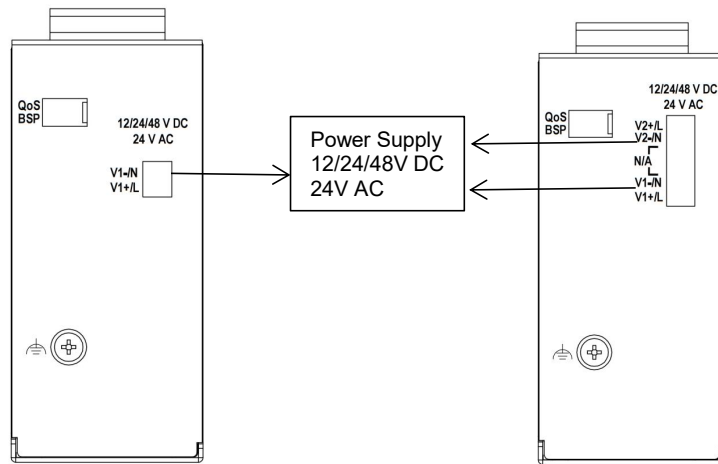 QoS
BSP
12/24/48 V DC
24 V AC
V1-/N
V1+/L
Power Supply
12/24/48V DC
24V AC
QoS
BSP
12/24/48 V DC
24 V AC
V2+/L
V2-/N
N/A
V1-/N
V1+/L